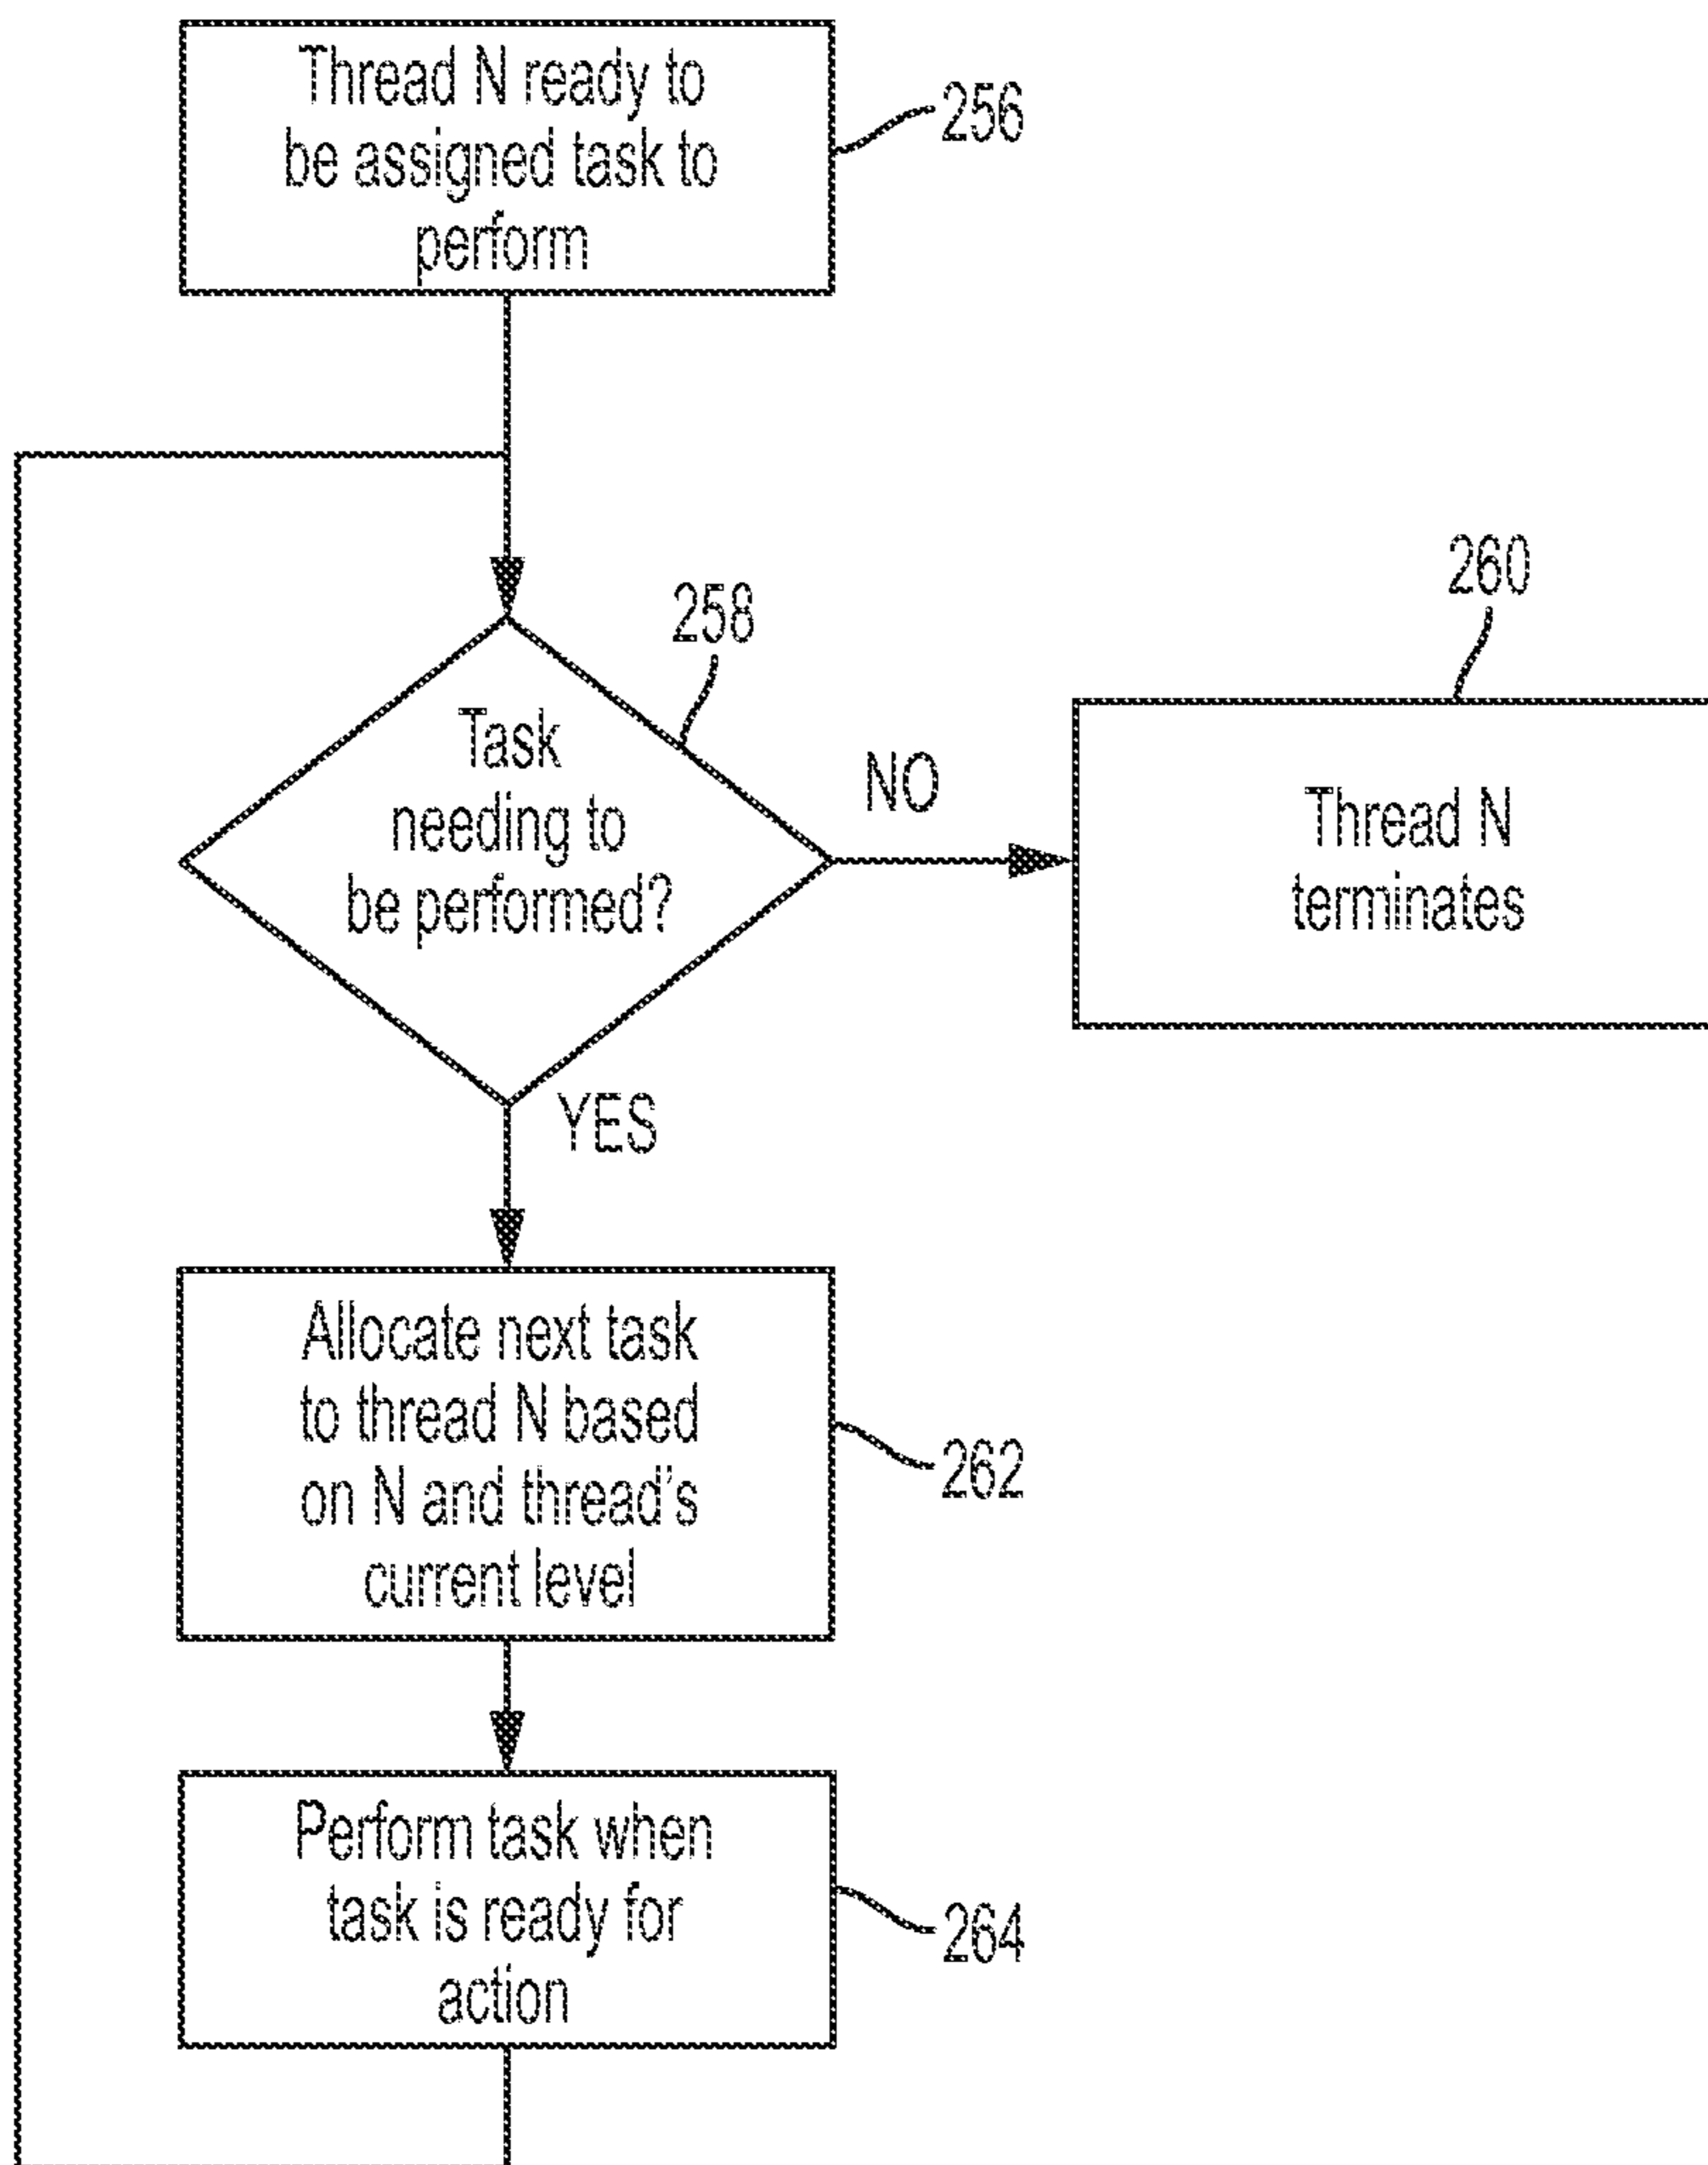 Thread N ready to
be assigned task to
perform
256
258
Task
needing to
be performed?
NO
260
Thread N
terminates
YES
Allocate next task
to thread N based
on N and thread's
current level
262
Perform task when
task is ready for
action
264